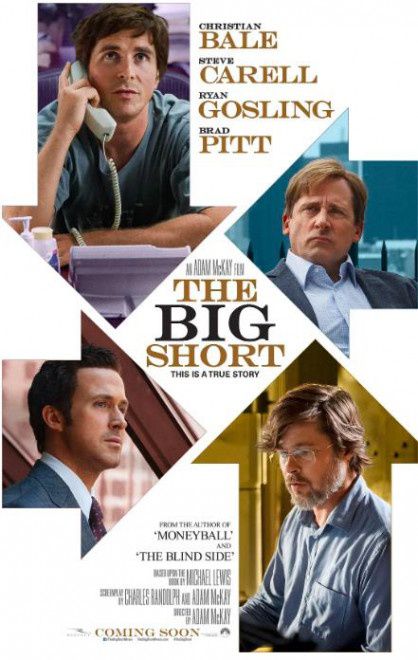 CHRISTIAN
BALE
STEVE
CARELL
RYAN
GOSLING
BRAD
PITT
AN ADAM McKAY FILM
THE
BIG
SHORT
THIS IS A TRUE STORY
FROM THE AUTHOR OF
'MONEYBALL'
AND
'THE BLIND SIDE'
BASED UPON THE BOOK BY MICHAEL LEWIS
SCREENPLAY BY CHARLES RANDOLPH AND ADAM McKAY
DIRECTED BY ADAM McKAY
COMING SOON